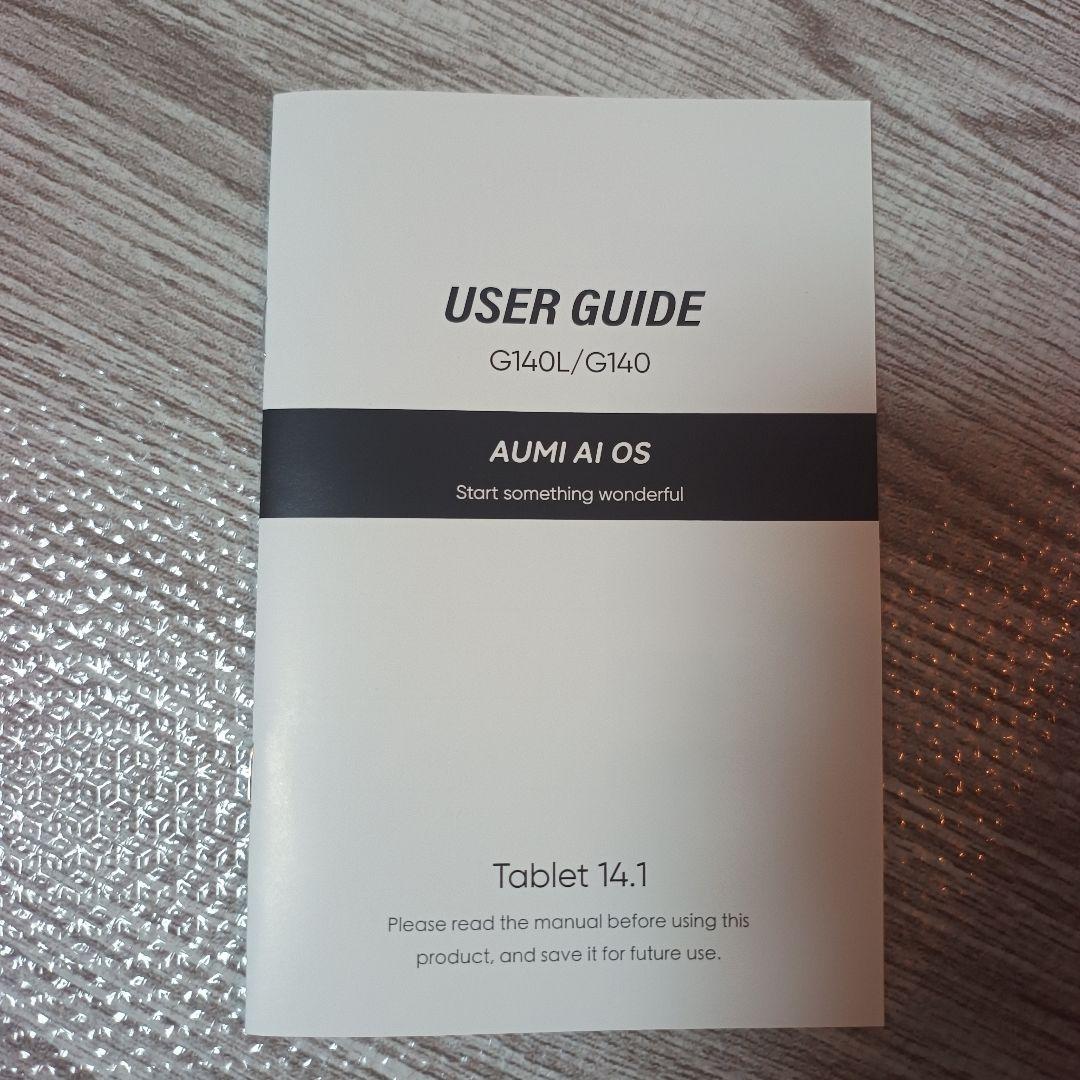 USER GUIDE
G140L/G140
AUMI AI OS
Start something wonderful
Tablet 14.1
Please read the manual before using this
product, and save it for future use.